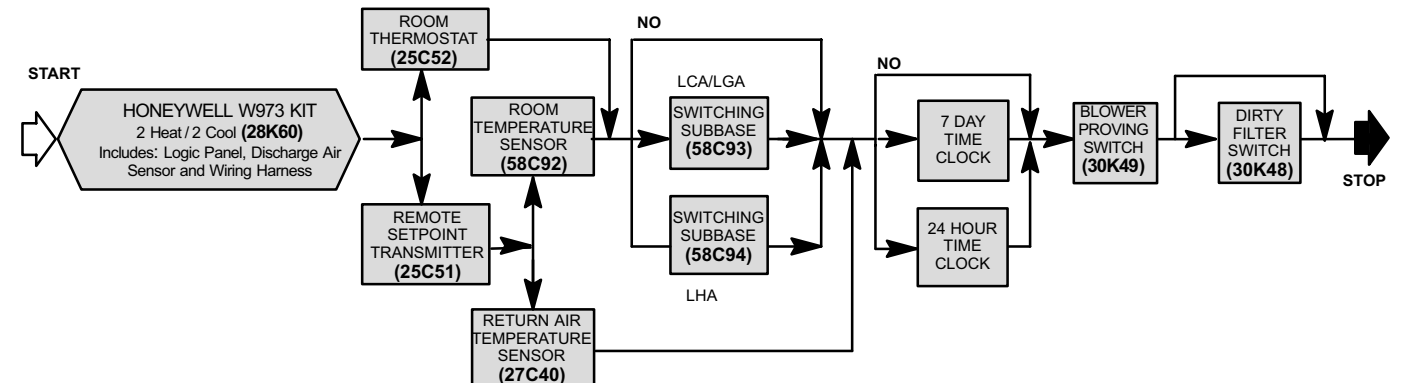 START
HONEYWELL W973 KIT
2 Heat / 2 Cool (28K60)
Includes: Logic Panel, Discharge Air
Sensor and Wiring Harness
ROOM
THERMOSTAT
(25C52)
REMOTE
SETPOINT
TRANSMITTER
(25C51)
ROOM
TEMPERATURE
SENSOR
(58C92)
RETURN AIR
TEMPERATURE
SENSOR
(27C40)
NO
LCA/LGA
SWITCHING
SUBBASE
(58C93)
SWITCHING
SUBBASE
(58C94)
LHA
NO
7 DAY
TIME
CLOCK
24 HOUR
TIME
CLOCK
BLOWER
PROVING
SWITCH
(30K49)
DIRTY
FILTER
SWITCH
(30K48)
STOP